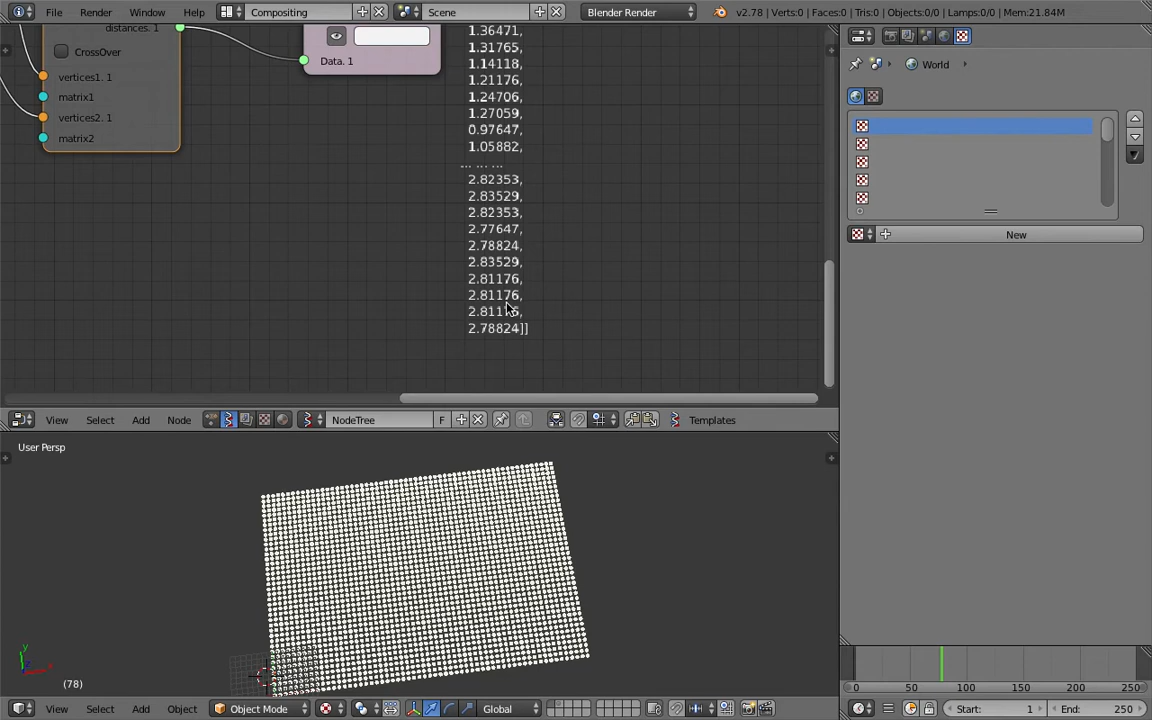 File Render Window Help Compositing Scene Blender Render v2.78 | Verts:0 | Faces:0 | Tris:0 | Objects:0/0 | Lamps:0/0 | Mem:21.84M
distances. 1
CrossOver
vertices1. 1
matrix1
vertices2. 1
matrix2
Data. 1
1.36471,
1.31765,
1.14118,
1.21176,
1.24706,
1.27059,
0.97647,
1.05882,
... ... ...
2.82353,
2.83529,
2.82353,
2.77647,
2.78824,
2.83529,
2.81176,
2.81176,
2.81176,
2.78824]]
World
New
View Select Add Node NodeTree F Templates
User Persp
y
x
(78)
View Select Add Object Object Mode Global
0 50 100 150 200 250
Start: 1 End: 250